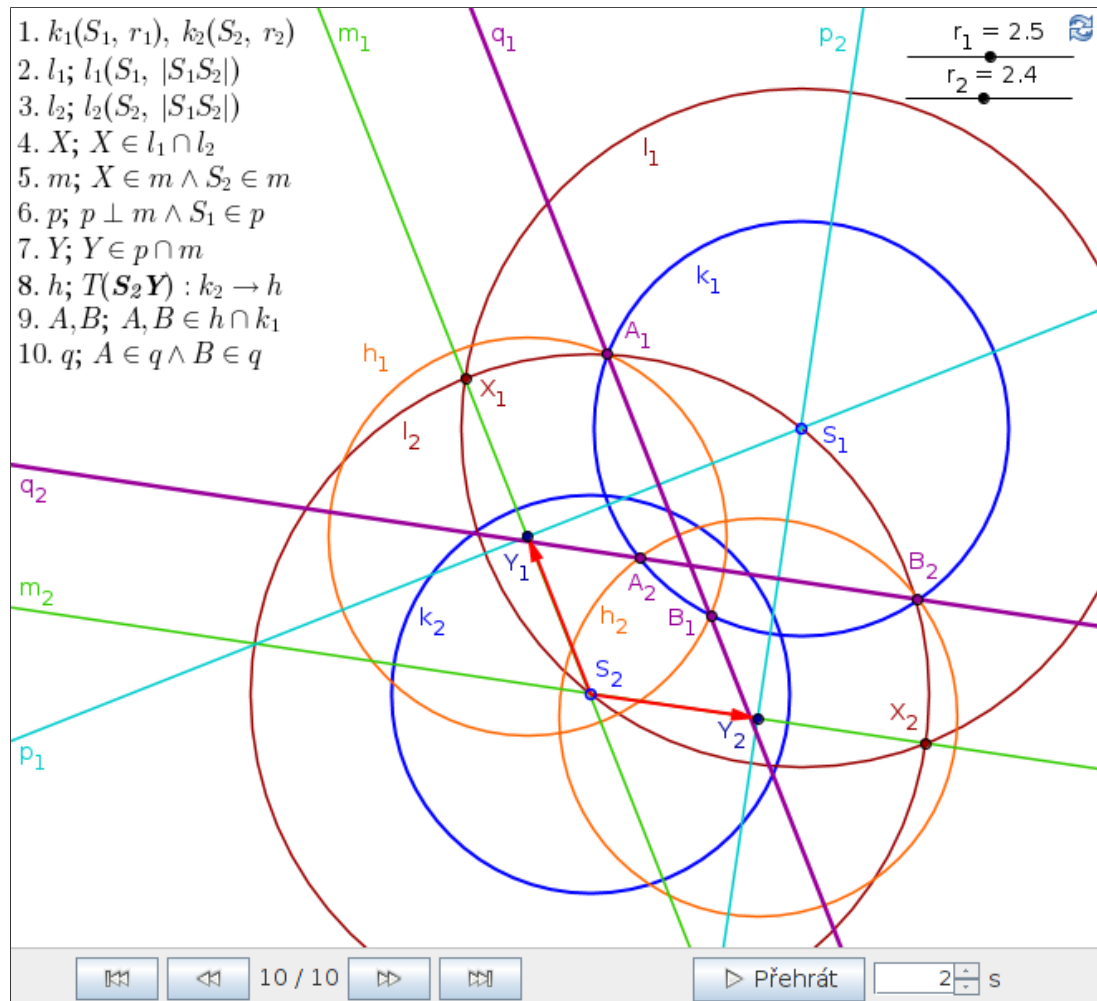 1. k₁(S₁, r₁), k₂(S₂, r₂)
2. l₁; l₁(S₁, |S₁S₂|)
3. l₂; l₂(S₂, |S₁S₂|)
4. X; X ∈ l₁ ∩ l₂
5. m; X ∈ m ∧ S₂ ∈ m
6. p; p ⊥ m ∧ S₁ ∈ p
7. Y; Y ∈ p ∩ m
8. h; T(S₂Y) : k₂ → h
9. A,B; A,B ∈ h ∩ k₁
10. q; A ∈ q ∧ B ∈ q
m₁
q₁
p₂
r₁ = 2.5
r₂ = 2.4
l₁
k₁
A₁
h₁
X₁
l₂
S₁
q₂
Y₁
A₂
B₂
m₂
k₂
h₂
B₁
S₂
X₂
Y₂
p₁
10 / 10
Přehrát
2
s